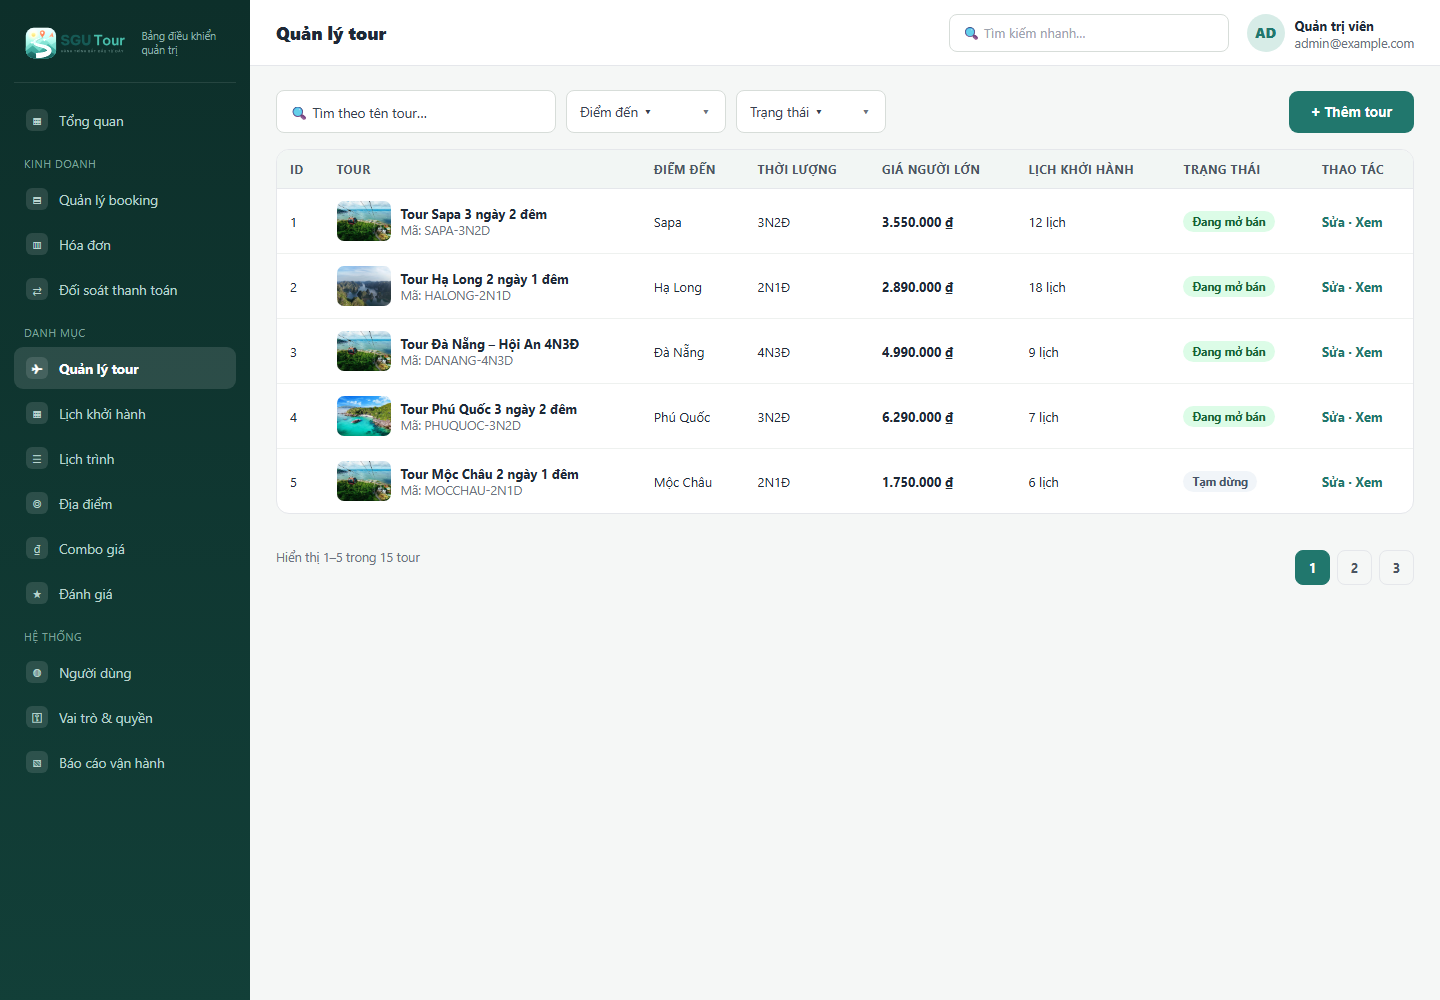 SGU Tour
Bảng điều khiển
quản trị
Tổng quan
KINH DOANH
Quản lý booking
Hóa đơn
Đối soát thanh toán
DANH MỤC
Quản lý tour
Lịch khởi hành
Lịch trình
Địa điểm
Combo giá
Đánh giá
HỆ THỐNG
Người dùng
Vai trò & quyền
Báo cáo vận hành
Quản lý tour
Tìm kiếm nhanh...
AD
Quản trị viên
admin@example.com
Tìm theo tên tour...
Điểm đến ▾
Trạng thái ▾
+ Thêm tour
ID TOUR ĐIỂM ĐẾN THỜI LƯỢNG GIÁ NGƯỜI LỚN LỊCH KHỞI HÀNH TRẠNG THÁI THAO TÁC
1 Tour Sapa 3 ngày 2 đêm Sapa 3N2Đ 3.550.000 ₫ 12 lịch Đang mở bán Sửa · Xem
Mã: SAPA-3N2D
2 Tour Hạ Long 2 ngày 1 đêm Hạ Long 2N1Đ 2.890.000 ₫ 18 lịch Đang mở bán Sửa · Xem
Mã: HALONG-2N1D
3 Tour Đà Nẵng – Hội An 4N3Đ Đà Nẵng 4N3Đ 4.990.000 ₫ 9 lịch Đang mở bán Sửa · Xem
Mã: DANANG-4N3D
4 Tour Phú Quốc 3 ngày 2 đêm Phú Quốc 3N2Đ 6.290.000 ₫ 7 lịch Đang mở bán Sửa · Xem
Mã: PHUQUOC-3N2D
5 Tour Mộc Châu 2 ngày 1 đêm Mộc Châu 2N1Đ 1.750.000 ₫ 6 lịch Tạm dừng Sửa · Xem
Mã: MOCCHAU-2N1D
Hiển thị 1–5 trong 15 tour
1 2 3